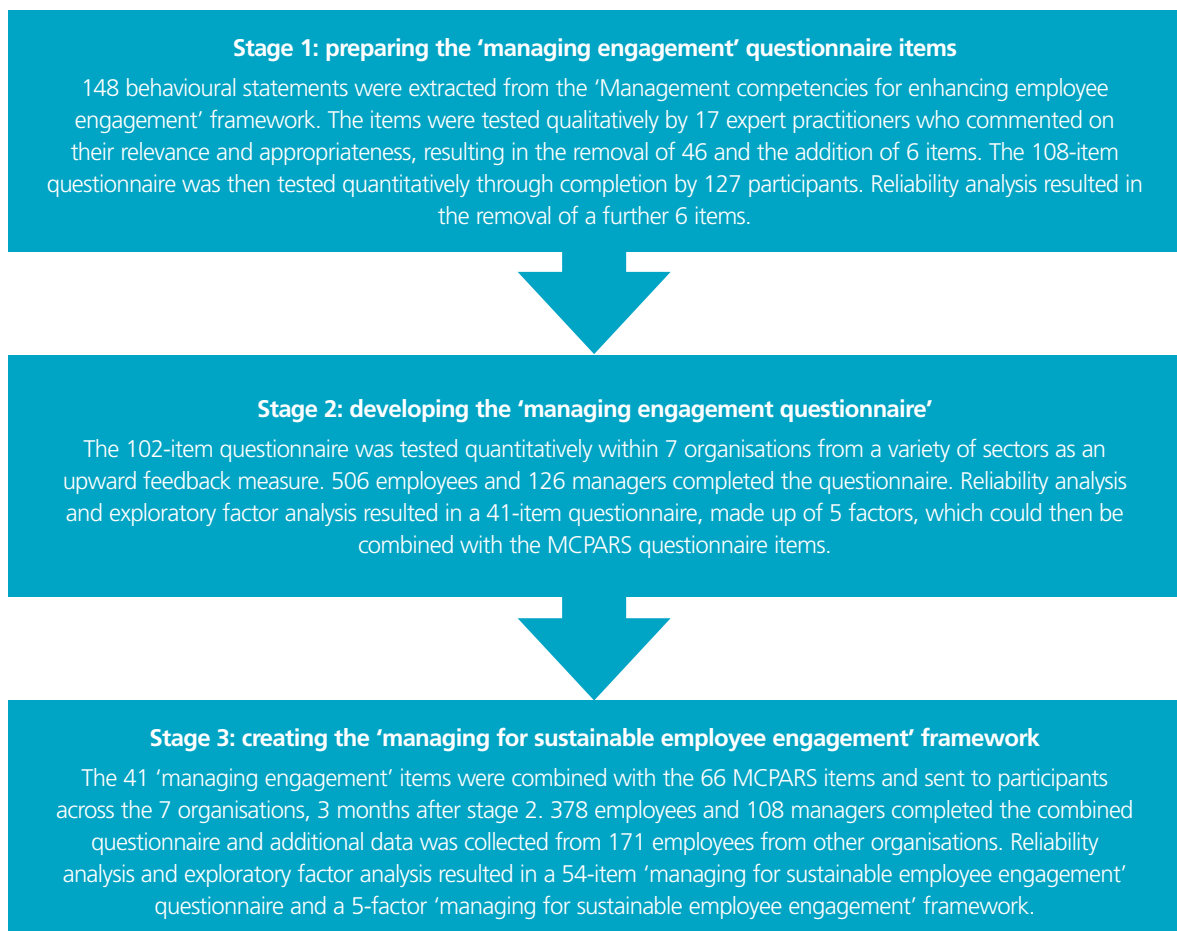 Stage 1: preparing the ‘managing engagement’ questionnaire items
148 behavioural statements were extracted from the ‘Management competencies for enhancing employee
engagement’ framework. The items were tested qualitatively by 17 expert practitioners who commented on
their relevance and appropriateness, resulting in the removal of 46 and the addition of 6 items. The 108-item
questionnaire was then tested quantitatively through completion by 127 participants. Reliability analysis resulted in
the removal of a further 6 items.
Stage 2: developing the ‘managing engagement questionnaire’
The 102-item questionnaire was tested quantitatively within 7 organisations from a variety of sectors as an
upward feedback measure. 506 employees and 126 managers completed the questionnaire. Reliability analysis
and exploratory factor analysis resulted in a 41-item questionnaire, made up of 5 factors, which could then be
combined with the MCPARS questionnaire items.
Stage 3: creating the ‘managing for sustainable employee engagement’ framework
The 41 ‘managing engagement’ items were combined with the 66 MCPARS items and sent to participants
across the 7 organisations, 3 months after stage 2. 378 employees and 108 managers completed the combined
questionnaire and additional data was collected from 171 employees from other organisations. Reliability
analysis and exploratory factor analysis resulted in a 54-item ‘managing for sustainable employee engagement’
questionnaire and a 5-factor ‘managing for sustainable employee engagement’ framework.